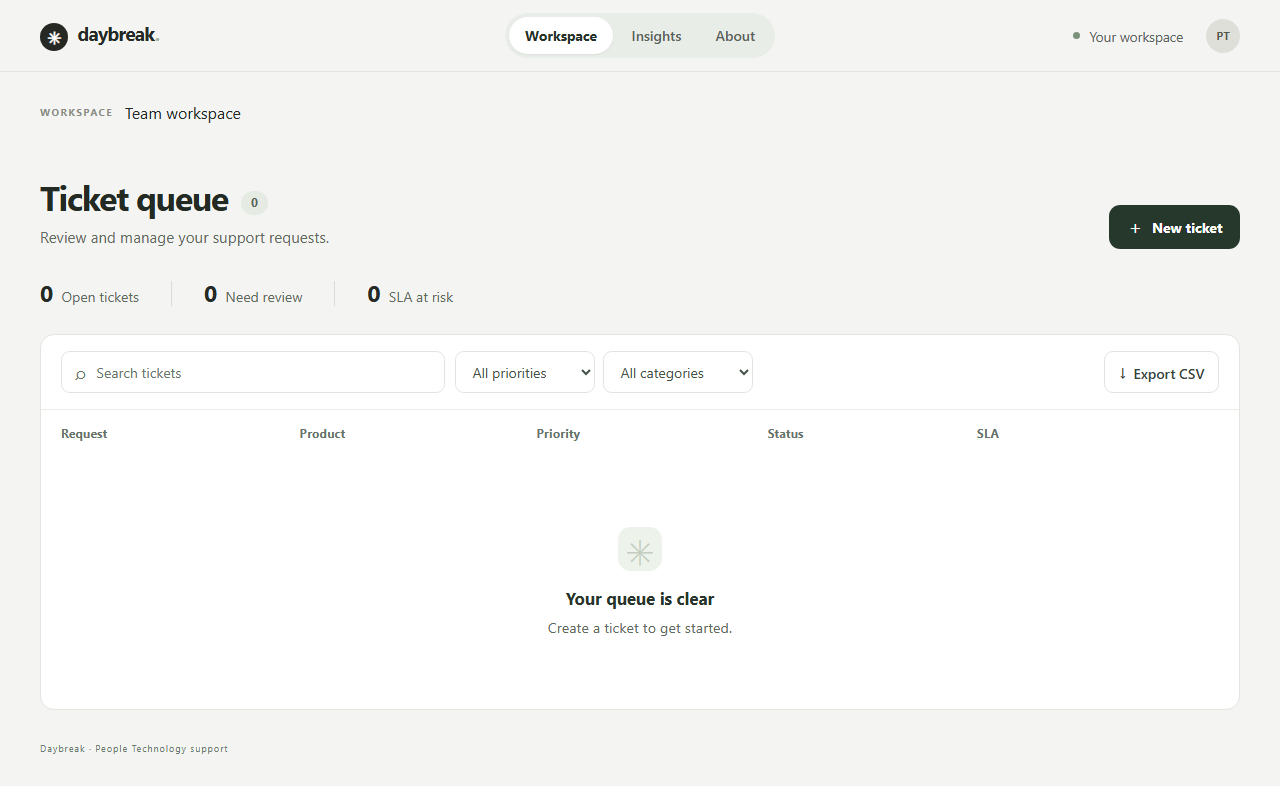 daybreak.
Workspace Insights About
Your workspace PT
WORKSPACE Team workspace
Ticket queue 0
Review and manage your support requests.
+ New ticket
0 Open tickets 0 Need review 0 SLA at risk
Search tickets All priorities All categories ↓ Export CSV
Request Product Priority Status SLA
Your queue is clear
Create a ticket to get started.
Daybreak · People Technology support